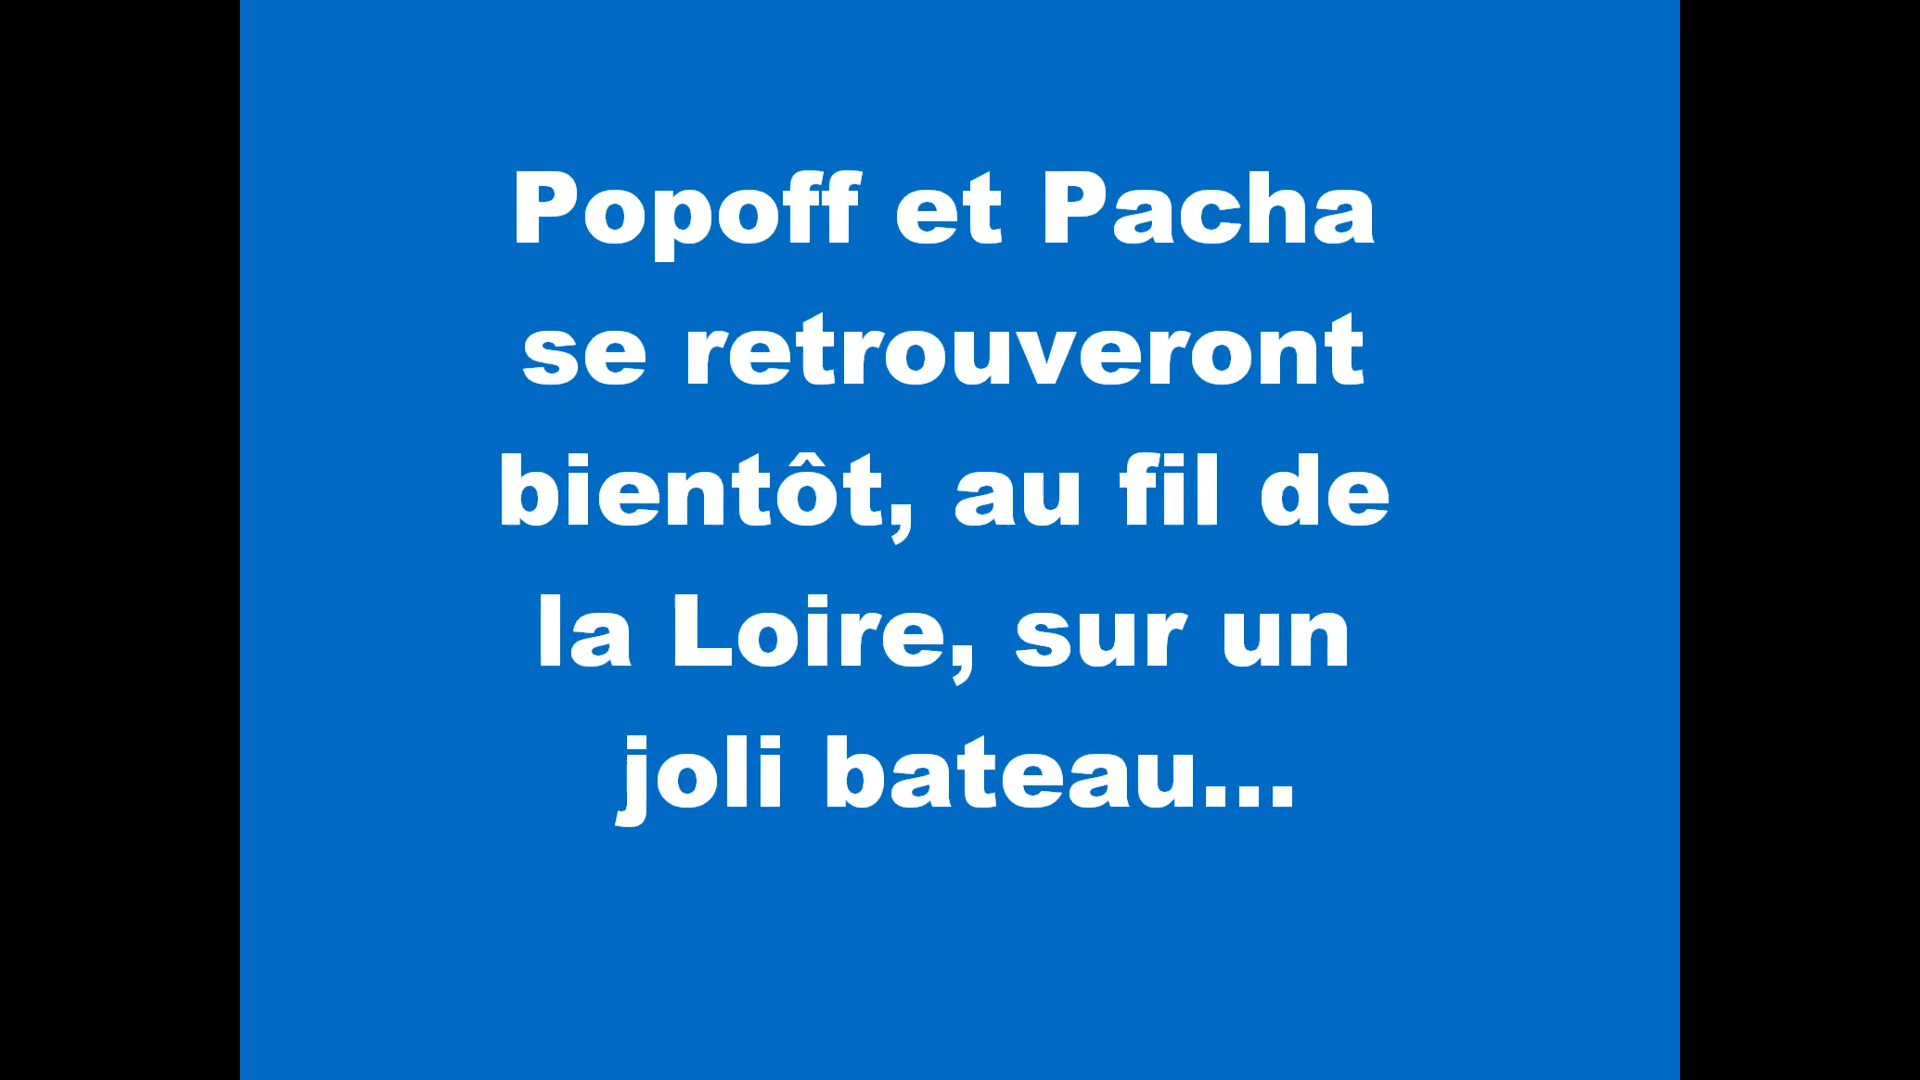 Popoff et Pacha
se retrouveront
bientôt, au fil de
la Loire, sur un
joli bateau...